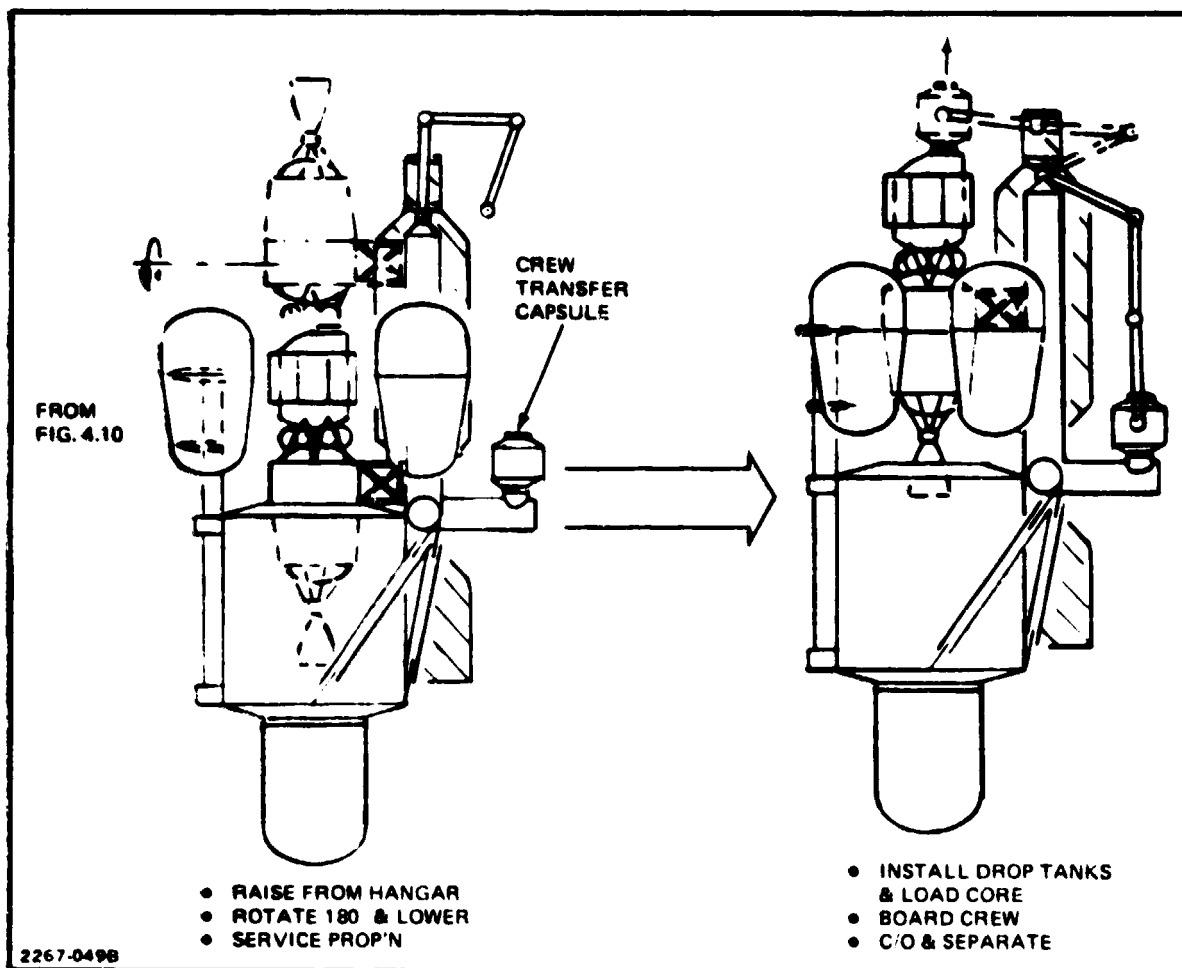 CREW
TRANSFER
CAPSULE
FROM
FIG. 4.10
• RAISE FROM HANGAR
• ROTATE 180 & LOWER
• SERVICE PROP'N
• INSTALL DROP TANKS
& LOAD CORE
• BOARD CREW
• C/O & SEPARATE
2267-049B